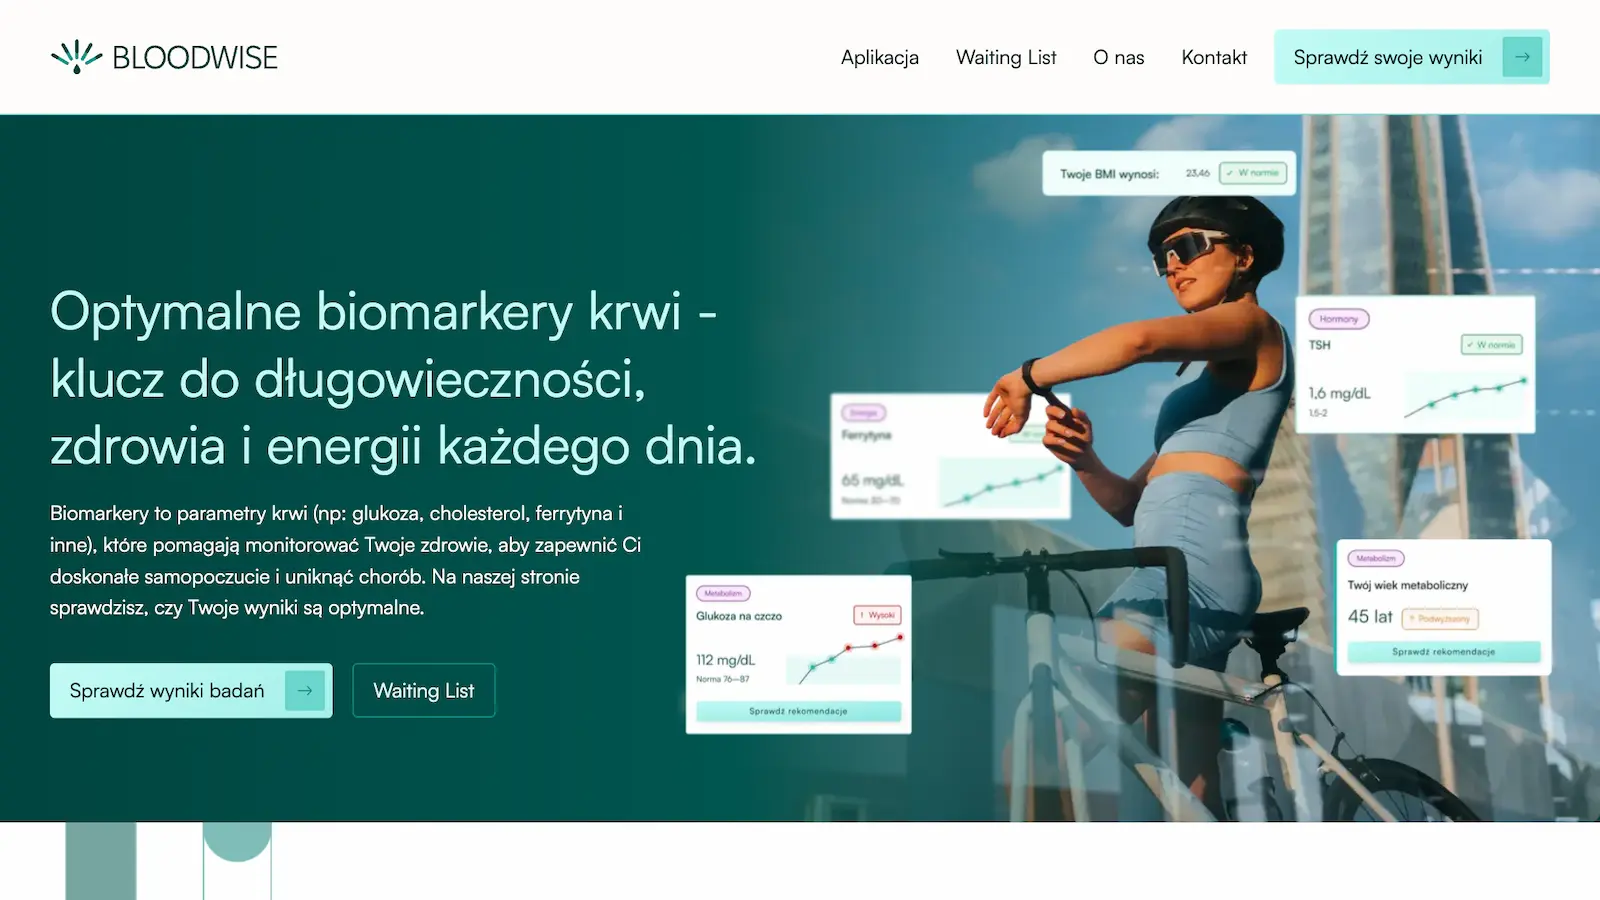 BLOODWISE
Aplikacja
Waiting List
O nas
Kontakt
Sprawdź swoje wyniki
Twoje BMI wynosi: 23,46 W normie
Optymalne biomarkery krwi -
klucz do długowieczności,
zdrowia i energii każdego dnia.
Biomarkery to parametry krwi (np: glukoza, cholesterol, ferrytyna i
inne), które pomagają monitorować Twoje zdrowie, aby zapewnić Ci
doskonałe samopoczucie i uniknąć chorób. Na naszej stronie
sprawdzisz, czy Twoje wyniki są optymalne.
Sprawdź wyniki badań
Waiting List
Hormony
TSH
W normie
1,6 mg/dL
1.5-2
Energia
Ferrytyna
65 mg/dL
Norma 30–70
Metabolizm
Glukoza na czczo
! Wysoki
112 mg/dL
Norma 76–87
Sprawdź rekomendacje
Metabolizm
Twój wiek metaboliczny
45 lat
Podwyższony
Sprawdź rekomendacje